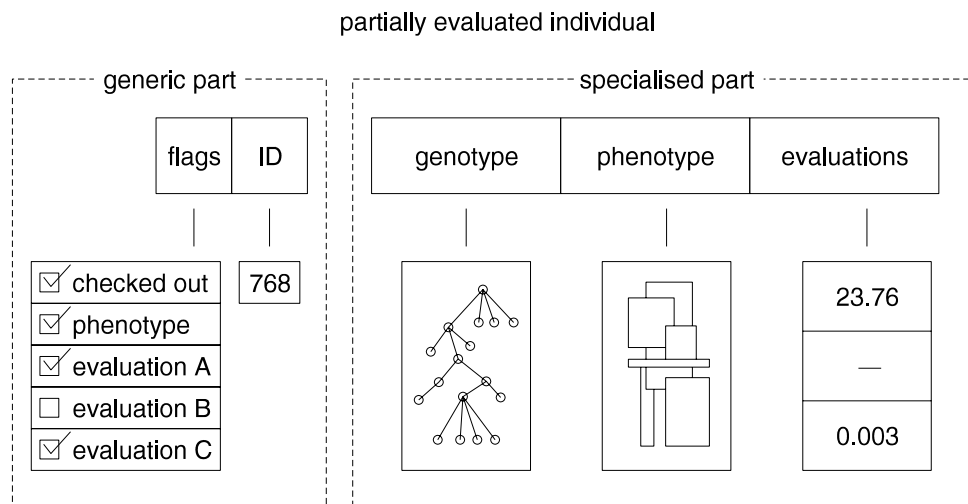 partially evaluated individual
generic part
specialised part
flags
ID
genotype
phenotype
evaluations
checked out
phenotype
evaluation A
evaluation B
evaluation C
768
23.76
—
0.003